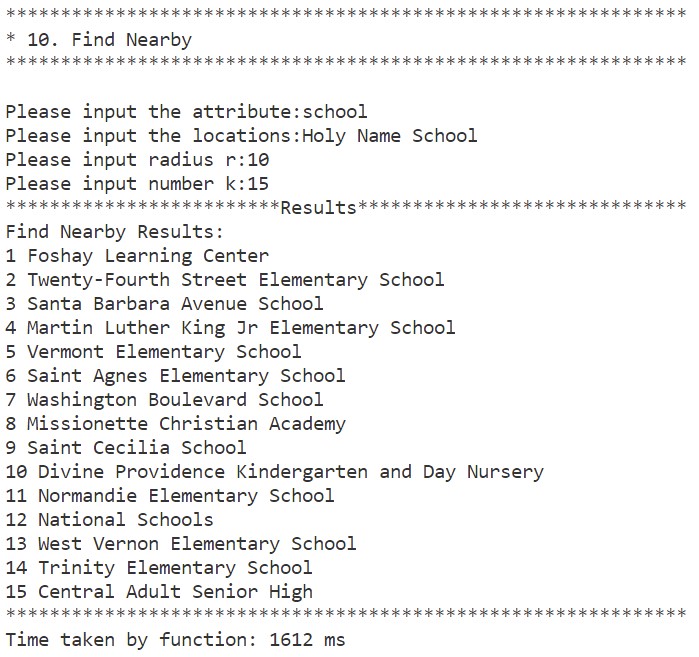 **************************************************************
* 10. Find Nearby
**************************************************************
Please input the attribute:school
Please input the locations:Holy Name School
Please input radius r:10
Please input number k:15
*************************Results******************************
Find Nearby Results:
1 Foshay Learning Center
2 Twenty-Fourth Street Elementary School
3 Santa Barbara Avenue School
4 Martin Luther King Jr Elementary School
5 Vermont Elementary School
6 Saint Agnes Elementary School
7 Washington Boulevard School
8 Missionette Christian Academy
9 Saint Cecilia School
10 Divine Providence Kindergarten and Day Nursery
11 Normandie Elementary School
12 National Schools
13 West Vernon Elementary School
14 Trinity Elementary School
15 Central Adult Senior High
**************************************************************
Time taken by function: 1612 ms